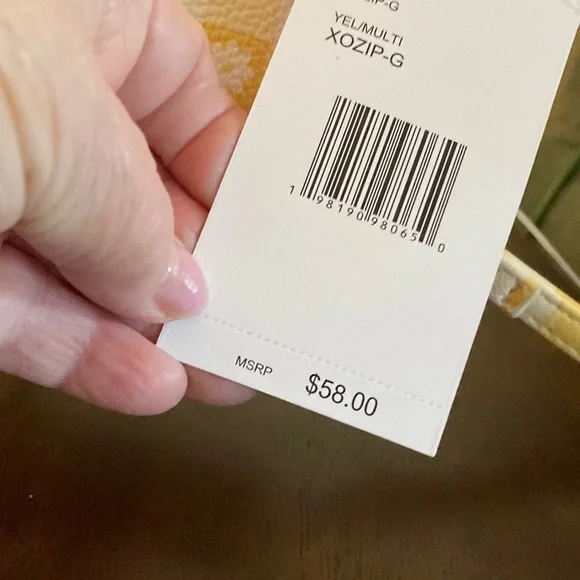 YEL/MULTI
XOZIP-G
1 98190 98065 0
MSRP $58.00